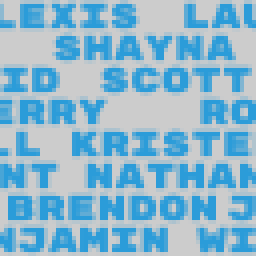 LEXIS LAU
SHAYNA
ID SCOTT
ERRY RO
LL KRISTE
NT NATHAN
BRENDON J
NJAMIN WI